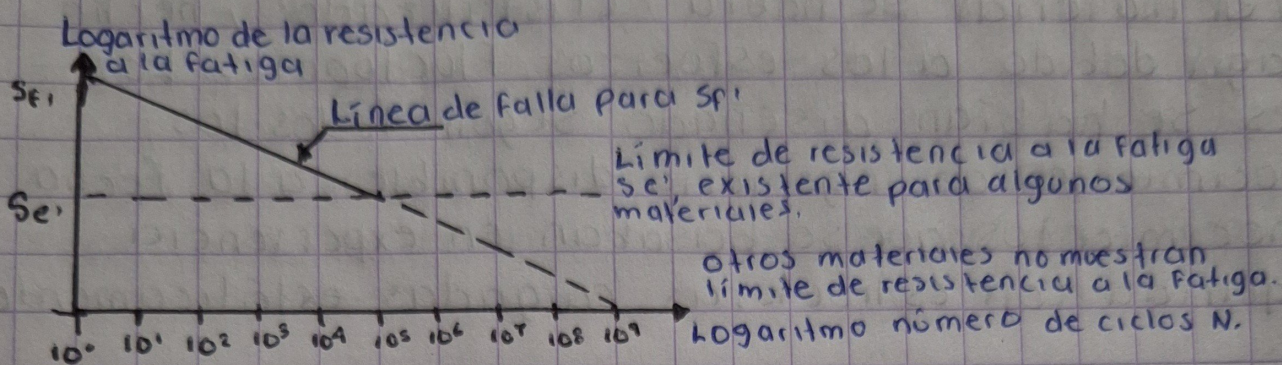 Logaritmo de la resistencia
a la fatiga
Sf'
Línea de falla para Sf'
Límite de resistencia a la fatiga
Se' existente para algunos
materiales.
Se'
otros materiales no muestran
límite de resistencia a la fatiga.
10⁰ 10¹ 10² 10³ 10⁴ 10⁵ 10⁶ 10⁷ 10⁸ 10⁹
Logaritmo número de ciclos N.